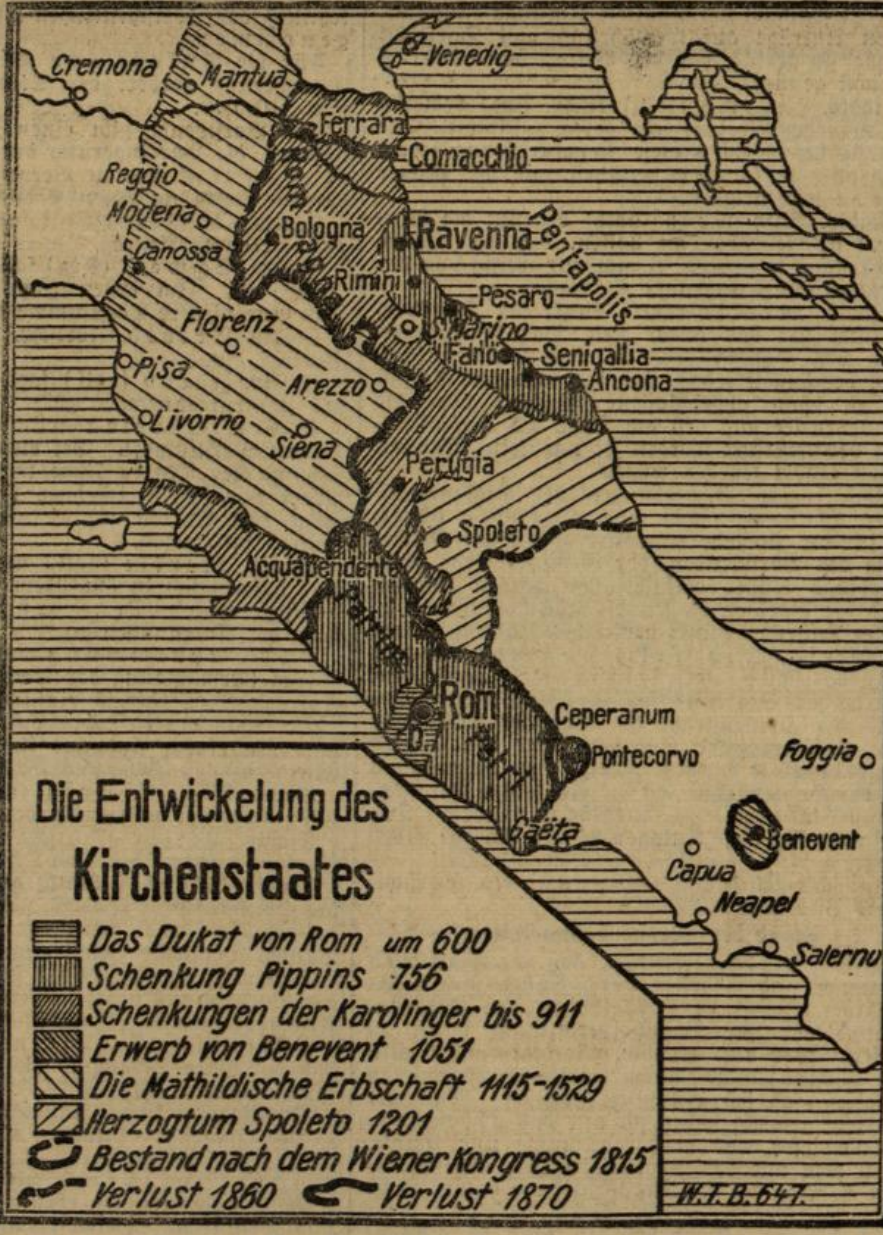 Venedig
Cremona
Mantua
Ferrara
Comacchio
Reggio
Modena
Canossa
Bologna
Ravenna
Pentapolis
Rimini
Pesaro
S. Marino
Florenz
Fano
Senigallia
Pisa
Arezzo
Ancona
Livorno
Siena
Perugia
Spoleto
Acquapendente
Patrim
Rom
Petri
D.
Ceperanum
Pontecorvo
Foggia
Gaëta
Benevent
Capua
Neapel
Salerno
Die Entwickelung des
Kirchenstaates
Das Dukat von Rom um 600
Schenkung Pippins 756
Schenkungen der Karolinger bis 911
Erwerb von Benevent 1051
Die Mathildische Erbschaft 1115-1529
Herzogtum Spoleto 1201
Bestand nach dem Wiener Kongress 1815
Verlust 1860 Verlust 1870
W.T.B. 647.